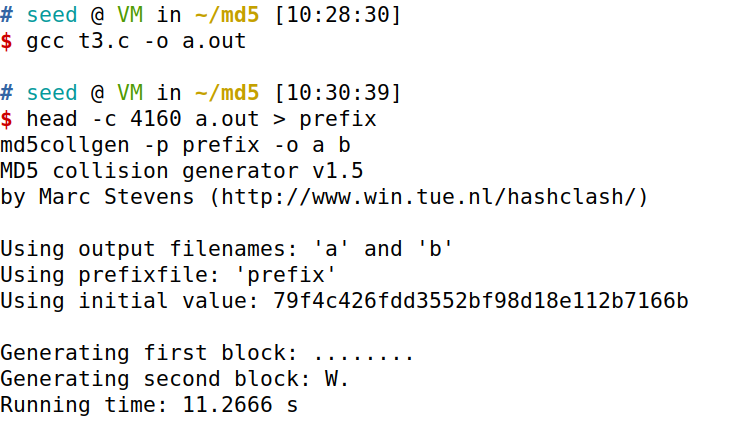 # seed @ VM in ~/md5 [10:28:30]
$ gcc t3.c -o a.out
# seed @ VM in ~/md5 [10:30:39]
$ head -c 4160 a.out > prefix
md5collgen -p prefix -o a b
MD5 collision generator v1.5
by Marc Stevens (http://www.win.tue.nl/hashclash/)
Using output filenames: 'a' and 'b'
Using prefixfile: 'prefix'
Using initial value: 79f4c426fdd3552bf98d18e112b7166b
Generating first block: ........
Generating second block: W.
Running time: 11.2666 s